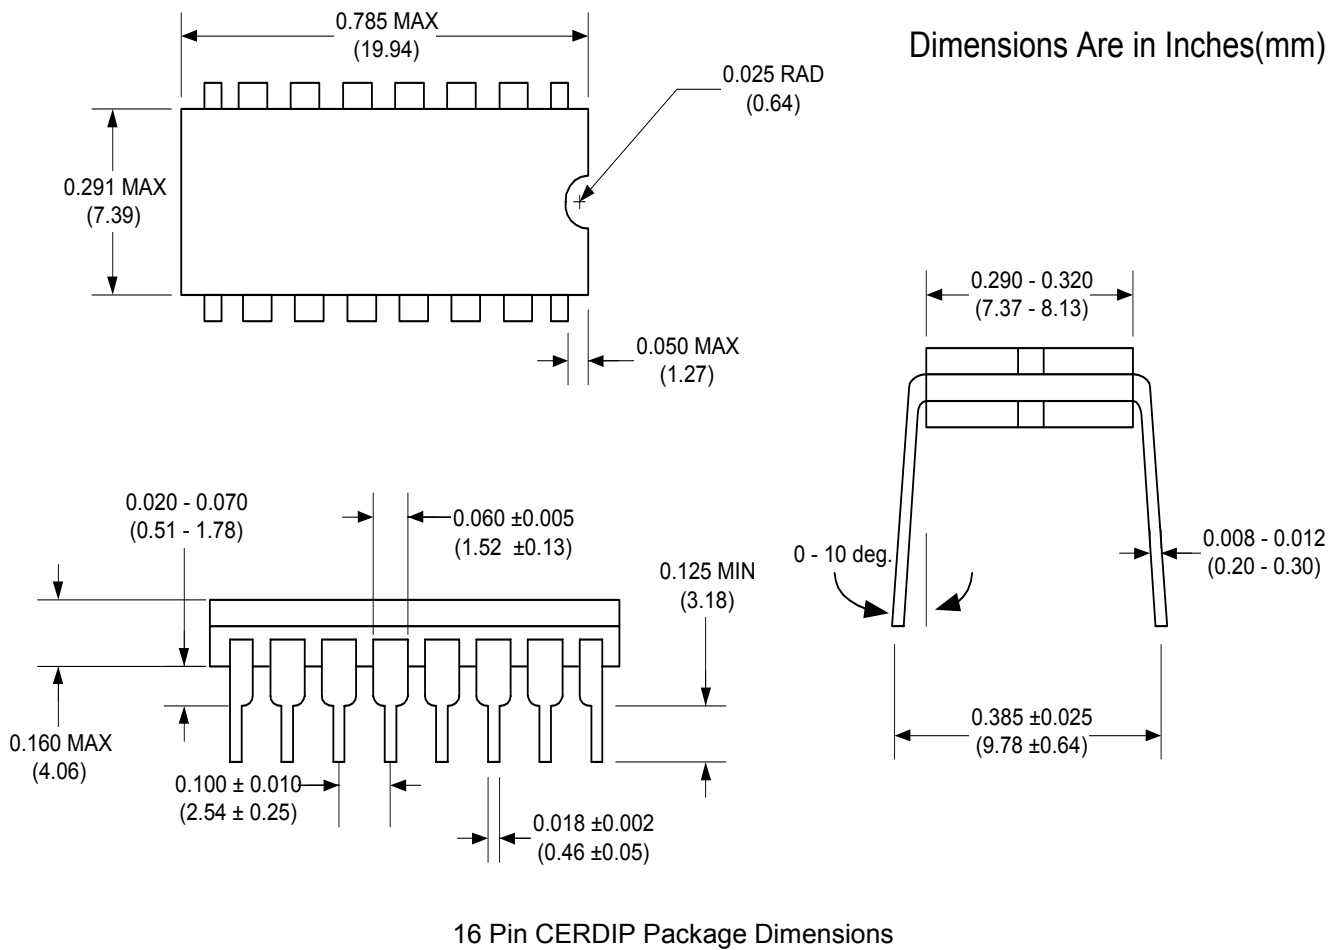 0.785 MAX
(19.94)
Dimensions Are in Inches(mm)
0.025 RAD
(0.64)
0.291 MAX
(7.39)
0.290 - 0.320
(7.37 - 8.13)
0.050 MAX
(1.27)
0.020 - 0.070
(0.51 - 1.78)
0.060 ±0.005
(1.52 ±0.13)
0.125 MIN
(3.18)
0 - 10 deg.
0.008 - 0.012
(0.20 - 0.30)
0.160 MAX
(4.06)
0.100 ± 0.010
(2.54 ± 0.25)
0.018 ±0.002
(0.46 ±0.05)
0.385 ±0.025
(9.78 ±0.64)
16 Pin CERDIP Package Dimensions